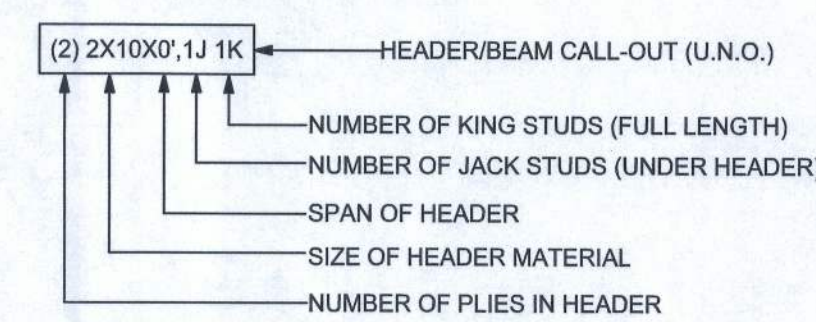 (2) 2X10X0',1J 1K
HEADER/BEAM CALL-OUT (U.N.O.)
NUMBER OF KING STUDS (FULL LENGTH)
NUMBER OF JACK STUDS (UNDER HEADER)
SPAN OF HEADER
SIZE OF HEADER MATERIAL
NUMBER OF PLIES IN HEADER